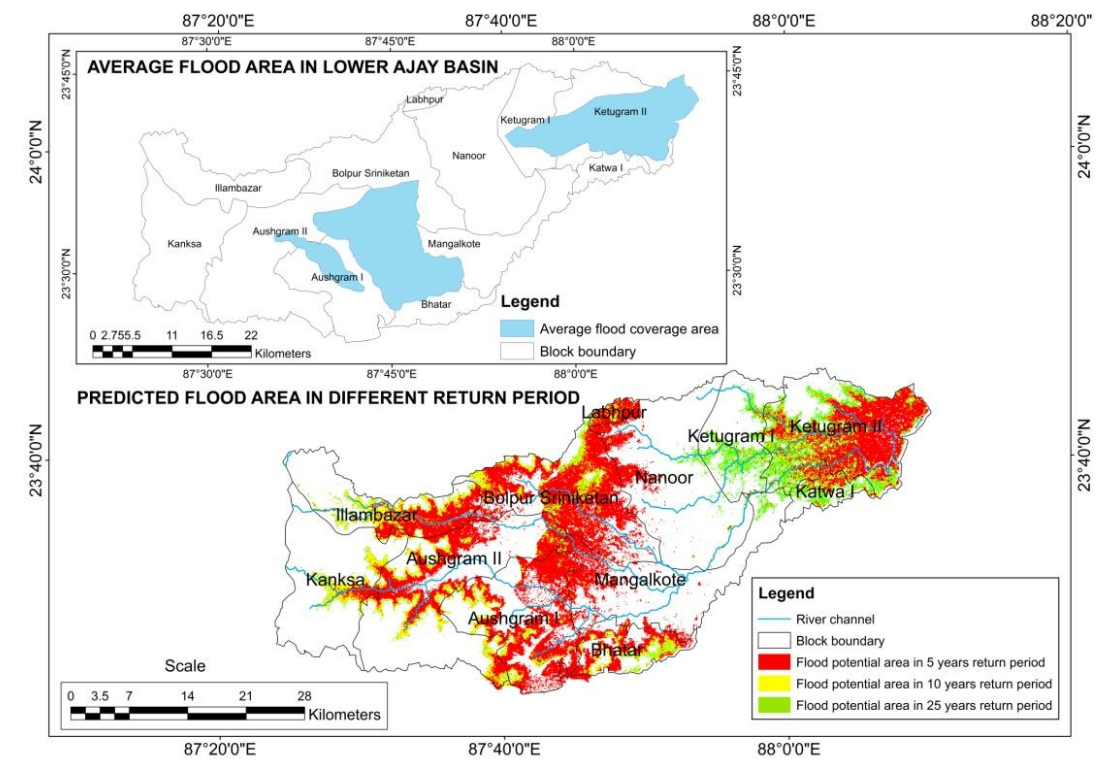 87°20'0"E 87°40'0"E 88°0'0"E 88°20'0"
87°30'0"E 87°45'0"E 88°0'0"E
AVERAGE FLOOD AREA IN LOWER AJAY BASIN
23°45'0"N
23°45'0"N
Labhpur
Ketugram I
Ketugram II
24°0'0"N
24°0'0"N
Nanoor
Katwa I
Bolpur Sriniketan
Illambazar
Aushgram II
Kanksa
Mangalkote
23°30'0"N
23°30'0"N
Aushgram I
Bhatar
Legend
Average flood coverage area
Block boundary
0 2.755.5 11 16.5 22
Kilometers
87°30'0"E 87°45'0"E 88°0'0"E
PREDICTED FLOOD AREA IN DIFFERENT RETURN PERIOD
Labhpur
Ketugram I
Ketugram II
23°40'0"N
23°40'0"N
Nanoor
Katwa I
Bolpur Sriniketan
Illambazar
Aushgram II
Kanksa
Mangalkote
Aushgram I
Bhatar
Legend
River channel
Block boundary
Flood potential area in 5 years return period
Flood potential area in 10 years return period
Flood potential area in 25 years return period
Scale
0 3.5 7 14 21 28
Kilometers
87°20'0"E 87°40'0"E 88°0'0"E